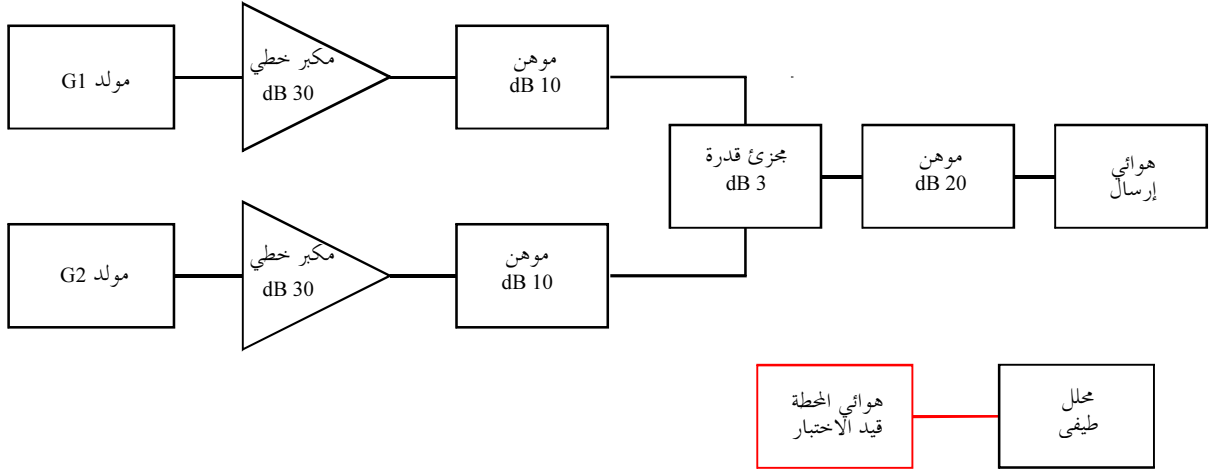 مولد G1
مكبر خطي
dB 30
موهن
dB 10
مجزئ قدرة
dB 3
موهن
dB 20
هوائي
إرسال
مولد G2
مكبر خطي
dB 30
موهن
dB 10
هوائي المحطة
قيد الاختبار
محلل
طيفى